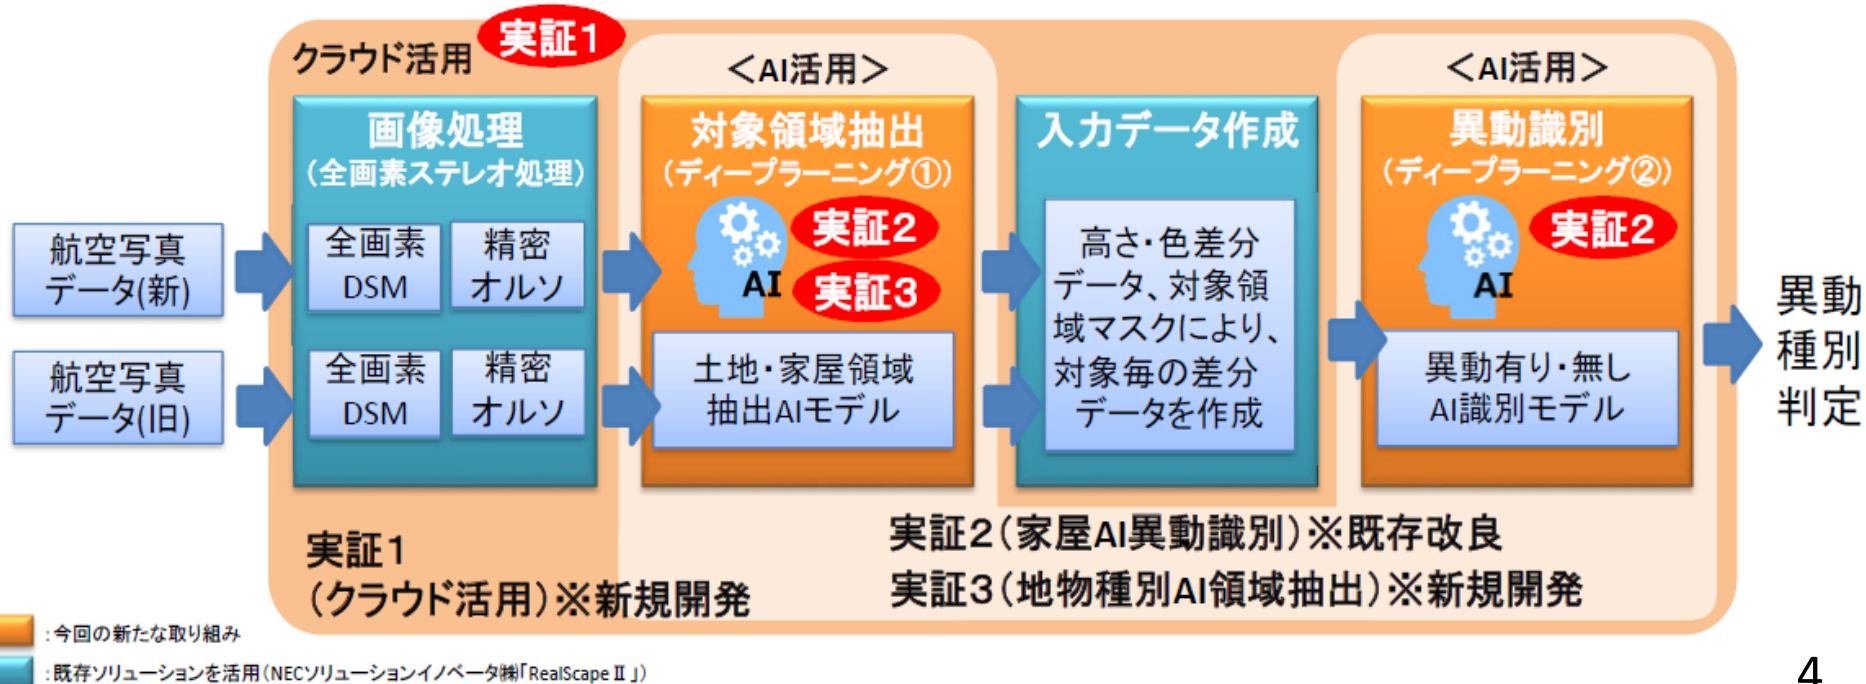 クラウド活用
実証1
<AI活用>
<AI活用>
航空写真
データ(新)
航空写真
データ(旧)
画像処理
(全画素ステレオ処理)
全画素
DSM
精密
オルソ
全画素
DSM
精密
オルソ
対象領域抽出
(ディープラーニング①)
AI
実証2
実証3
土地・家屋領域
抽出AIモデル
入力データ作成
高さ・色差分
データ、対象領
域マスクにより、
対象毎の差分
データを作成
異動識別
(ディープラーニング②)
AI
実証2
異動有り・無し
AI識別モデル
異動
種別
判定
実証1
(クラウド活用)※新規開発
実証2(家屋AI異動識別)※既存改良
実証3(地物種別AI領域抽出)※新規開発
:今回の新たな取り組み
:既存ソリューションを活用(NECソリューションイノベータ㈱「RealScapeⅡ」)
4